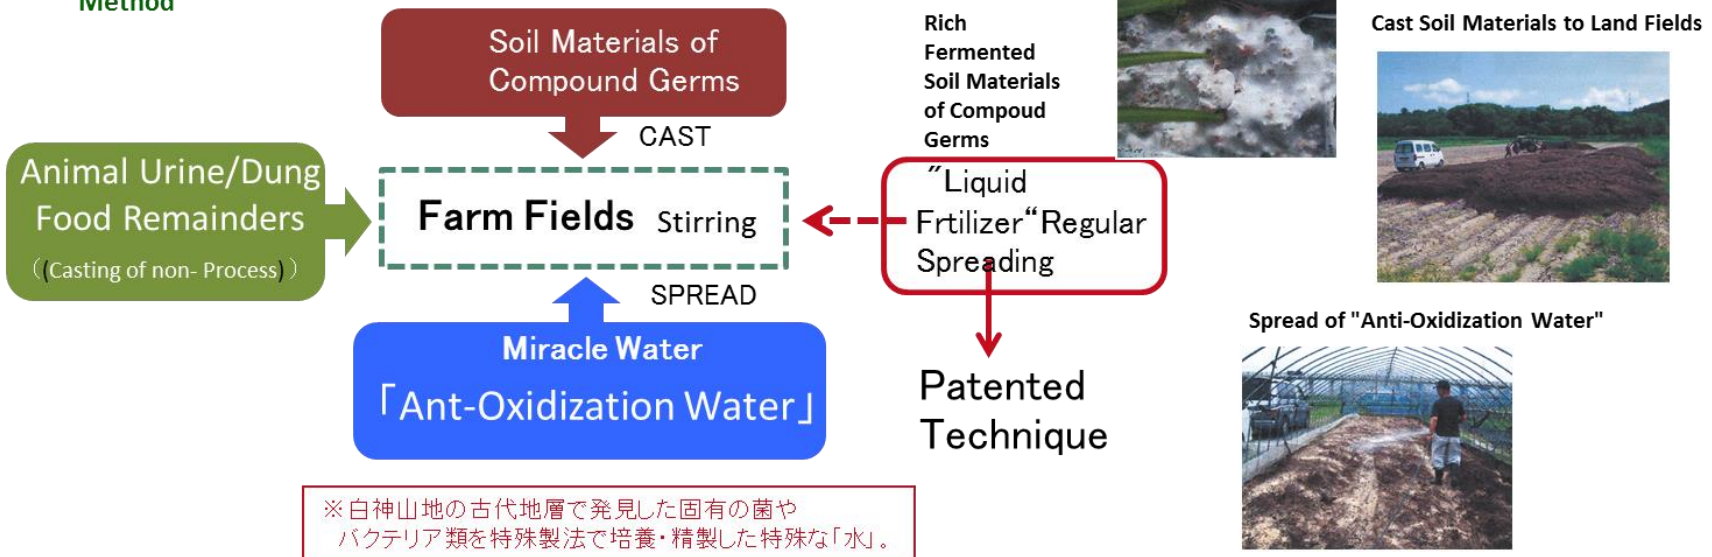 Method
Soil Materials of
Compound Germs
CAST
Animal Urine/Dung
Food Remainders
((Casting of non- Process))
Farm Fields Stirring
SPREAD
Miracle Water
「Ant-Oxidization Water」
※白神山地の古代地層で発見した固有の菌や
バクテリア類を特殊製法で培養・精製した特殊な「水」。
Rich
Fermented
Soil Materials
of Compoud
Germs
"Liquid
Frtilizer“Regular
Spreading
Patented
Technique
Cast Soil Materials to Land Fields
Spread of "Anti-Oxidization Water"